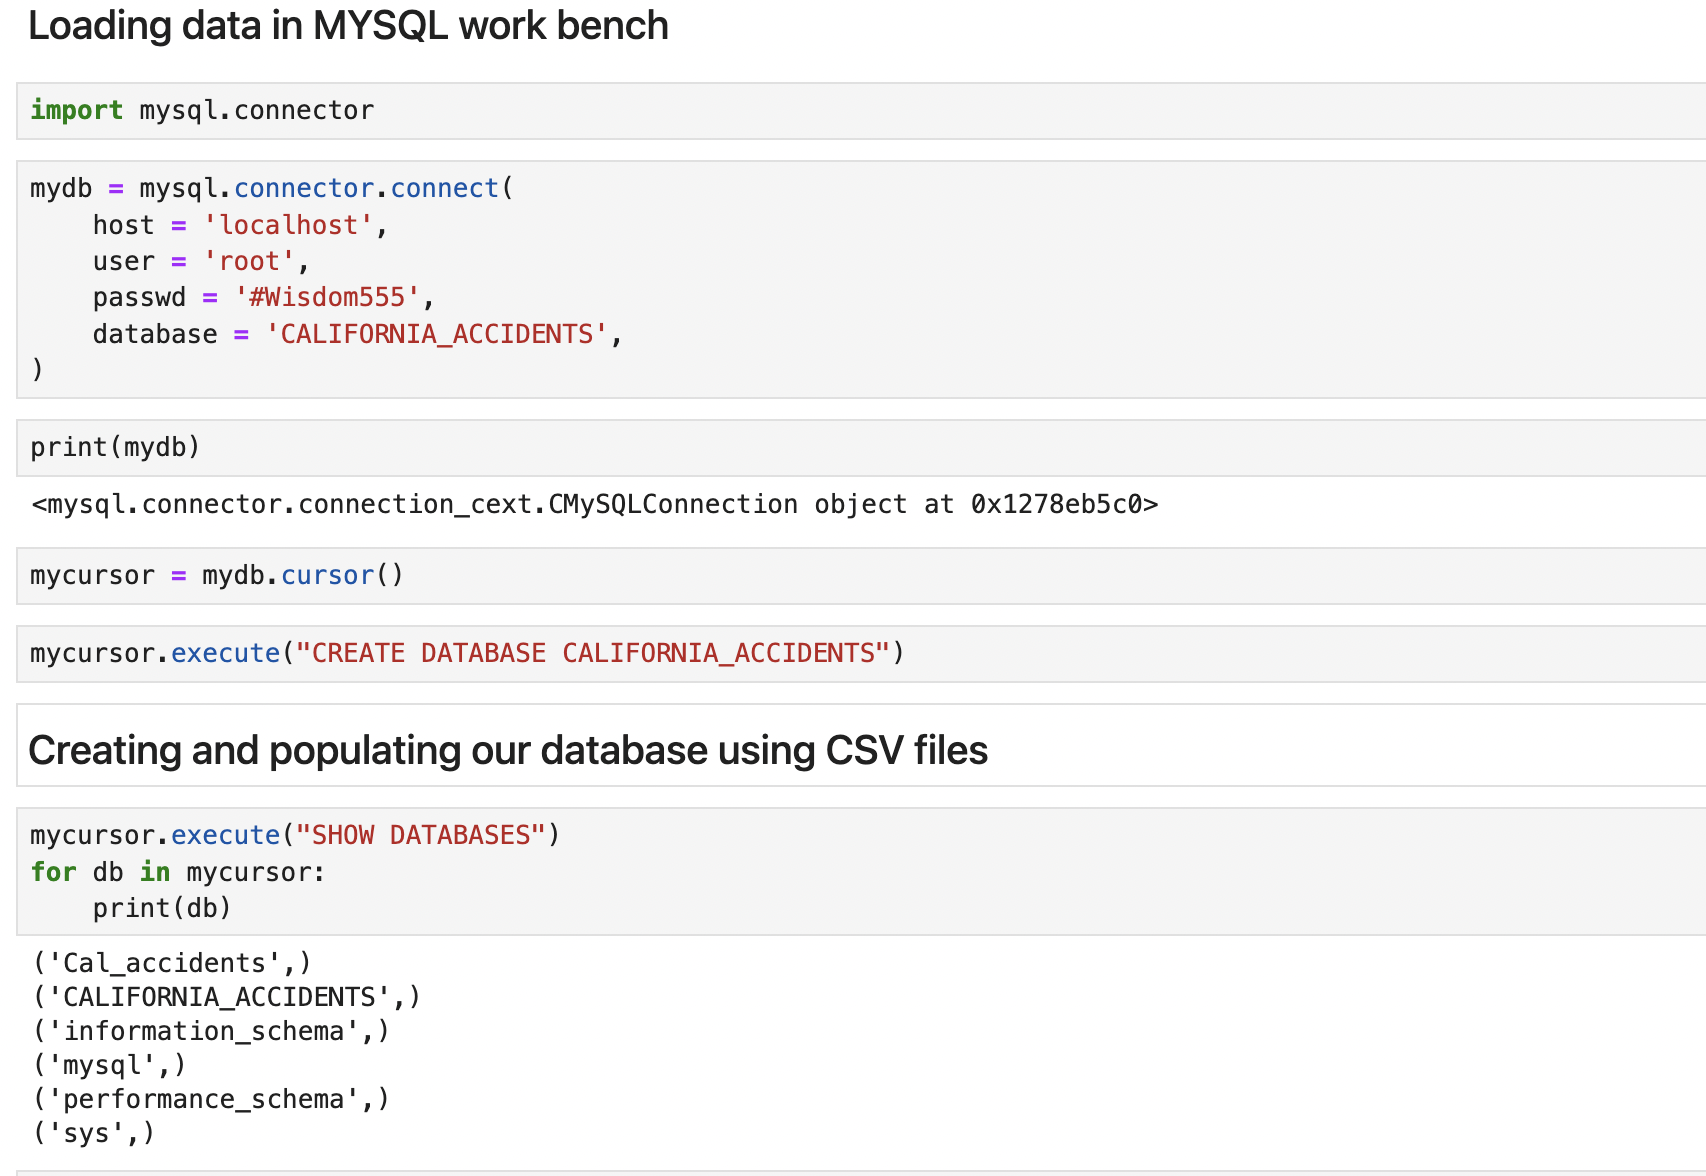 Loading data in MYSQL work bench
import mysql.connector
mydb = mysql.connector.connect(
    host = 'localhost',
    user = 'root',
    passwd = '#Wisdom555',
    database = 'CALIFORNIA_ACCIDENTS',
)
print(mydb)
<mysql.connector.connection_cext.CMySQLConnection object at 0x1278eb5c0>
mycursor = mydb.cursor()
mycursor.execute("CREATE DATABASE CALIFORNIA_ACCIDENTS")
Creating and populating our database using CSV files
mycursor.execute("SHOW DATABASES")
for db in mycursor:
    print(db)
('Cal_accidents',)
('CALIFORNIA_ACCIDENTS',)
('information_schema',)
('mysql',)
('performance_schema',)
('sys',)